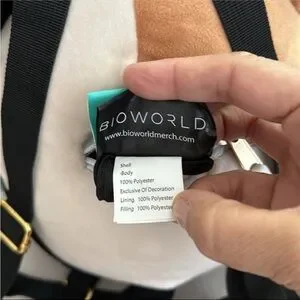 BIOWORLD
www.bioworldmerch.com
Shell
-Body
100% Polyester
Exclusive Of Decoration
Lining 100% Polyester
Filling 100% Polyester